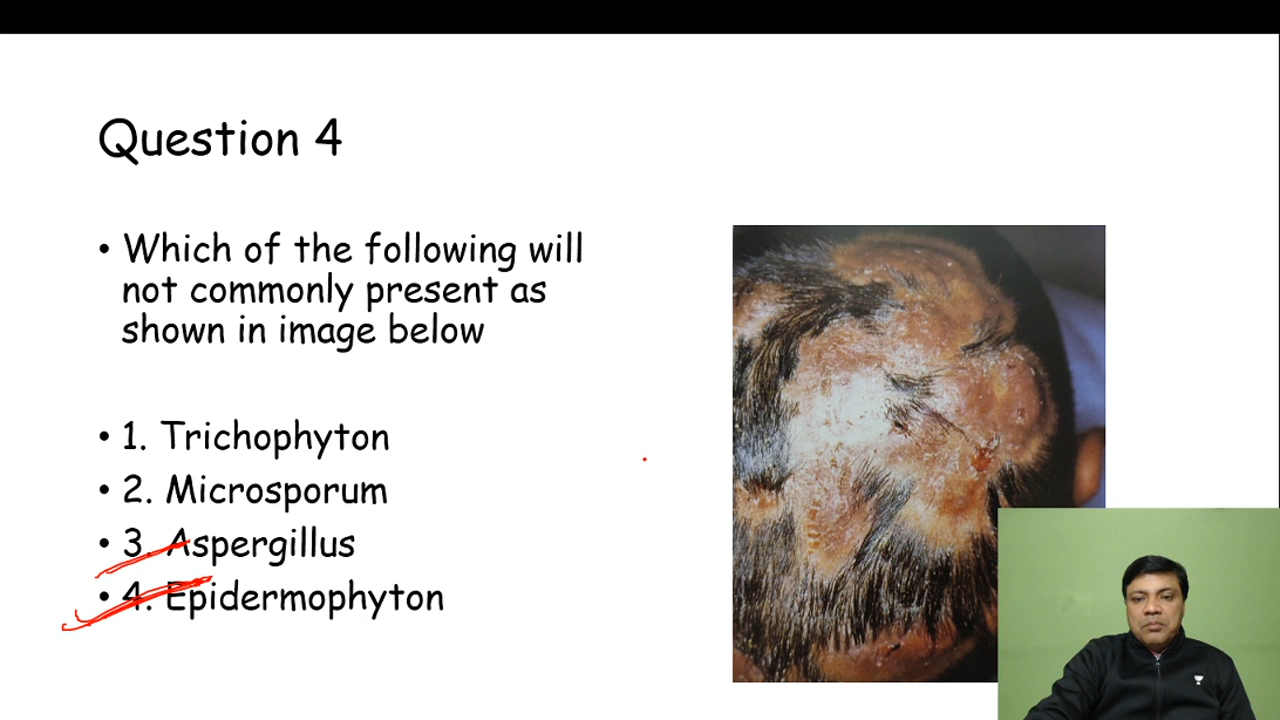 Question 4
• Which of the following will
not commonly present as
shown in image below
• 1. Trichophyton
• 2. Microsporum
• 3. Aspergillus
• 4. Epidermophyton